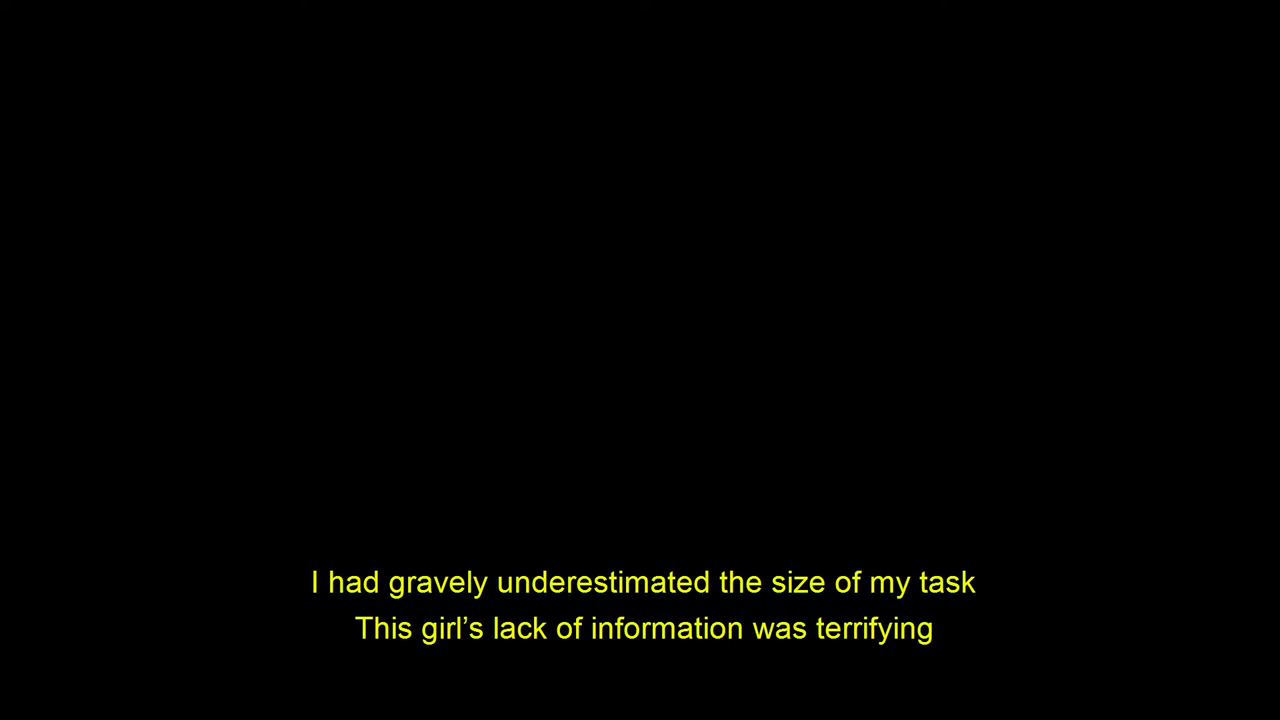 I had gravely underestimated the size of my task
This girl’s lack of information was terrifying